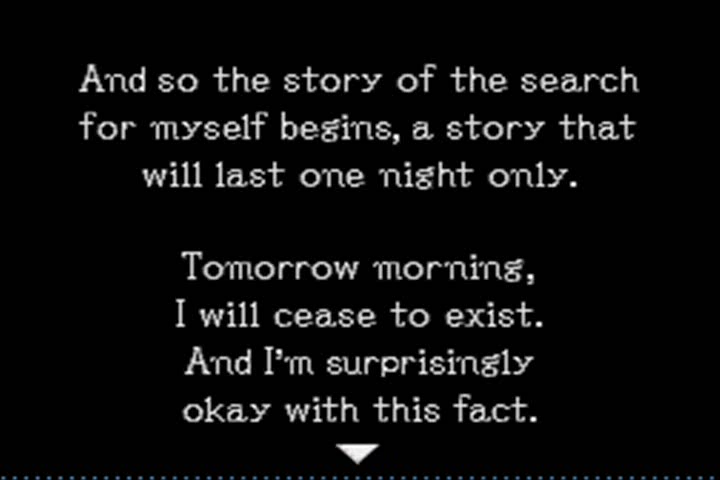 And so the story of the search
for myself begins, a story that
will last one night only.
Tomorrow morning,
I will cease to exist.
And I'm surprisingly
okay with this fact.